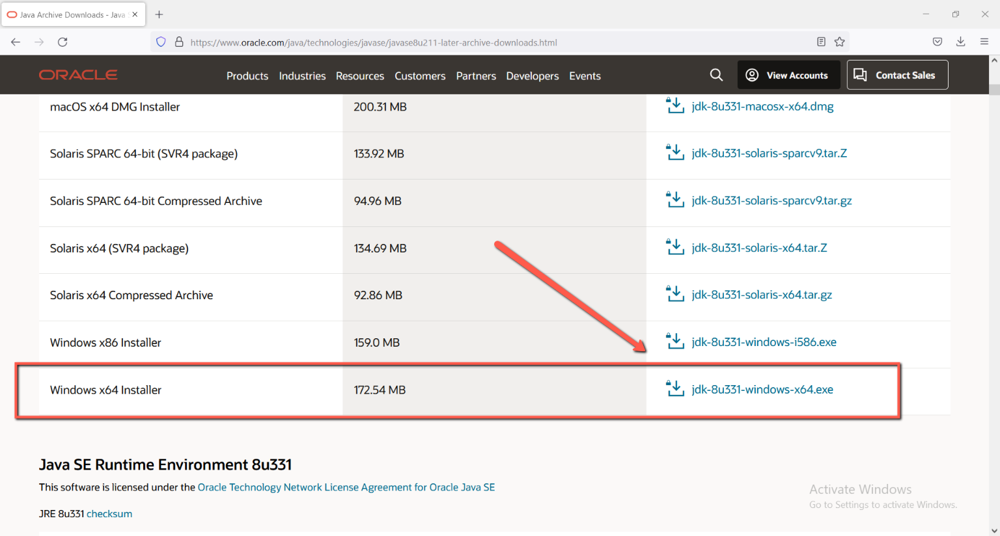 Java Archive Downloads - Java
https://www.oracle.com/java/technologies/javase/javase8u211-later-archive-downloads.html
ORACLE Products Industries Resources Customers Partners Developers Events View Accounts Contact Sales
macOS x64 DMG Installer 200.31 MB jdk-8u331-macosx-x64.dmg
Solaris SPARC 64-bit (SVR4 package) 133.92 MB jdk-8u331-solaris-sparcv9.tar.Z
Solaris SPARC 64-bit Compressed Archive 94.96 MB jdk-8u331-solaris-sparcv9.tar.gz
Solaris x64 (SVR4 package) 134.69 MB jdk-8u331-solaris-x64.tar.Z
Solaris x64 Compressed Archive 92.86 MB jdk-8u331-solaris-x64.tar.gz
Windows x86 Installer 159.0 MB jdk-8u331-windows-i586.exe
Windows x64 Installer 172.54 MB jdk-8u331-windows-x64.exe
Java SE Runtime Environment 8u331
This software is licensed under the Oracle Technology Network License Agreement for Oracle Java SE
Activate Windows
Go to Settings to activate Windows.
JRE 8u331 checksum